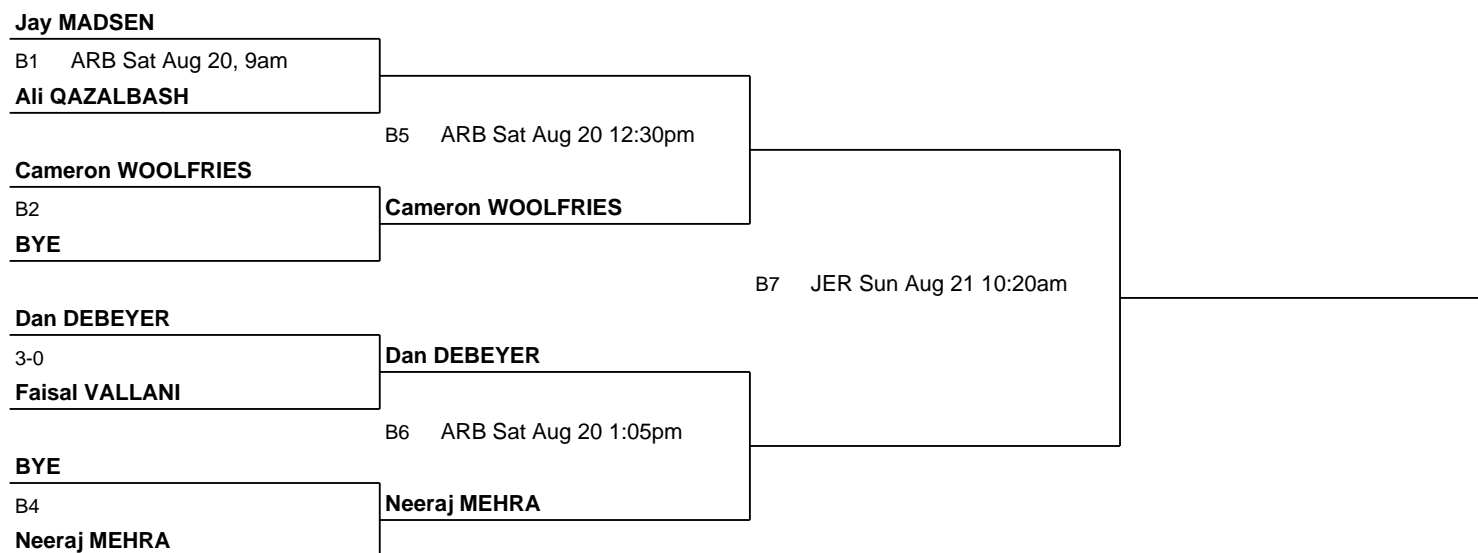 Jay MADSEN
B1 ARB Sat Aug 20, 9am
Ali QAZALBASH
B5 ARB Sat Aug 20 12:30pm
Cameron WOOLFRIES
B2
Cameron WOOLFRIES
BYE
B7 JER Sun Aug 21 10:20am
Dan DEBEYER
3-0
Dan DEBEYER
Faisal VALLANI
B6 ARB Sat Aug 20 1:05pm
BYE
B4
Neeraj MEHRA
Neeraj MEHRA